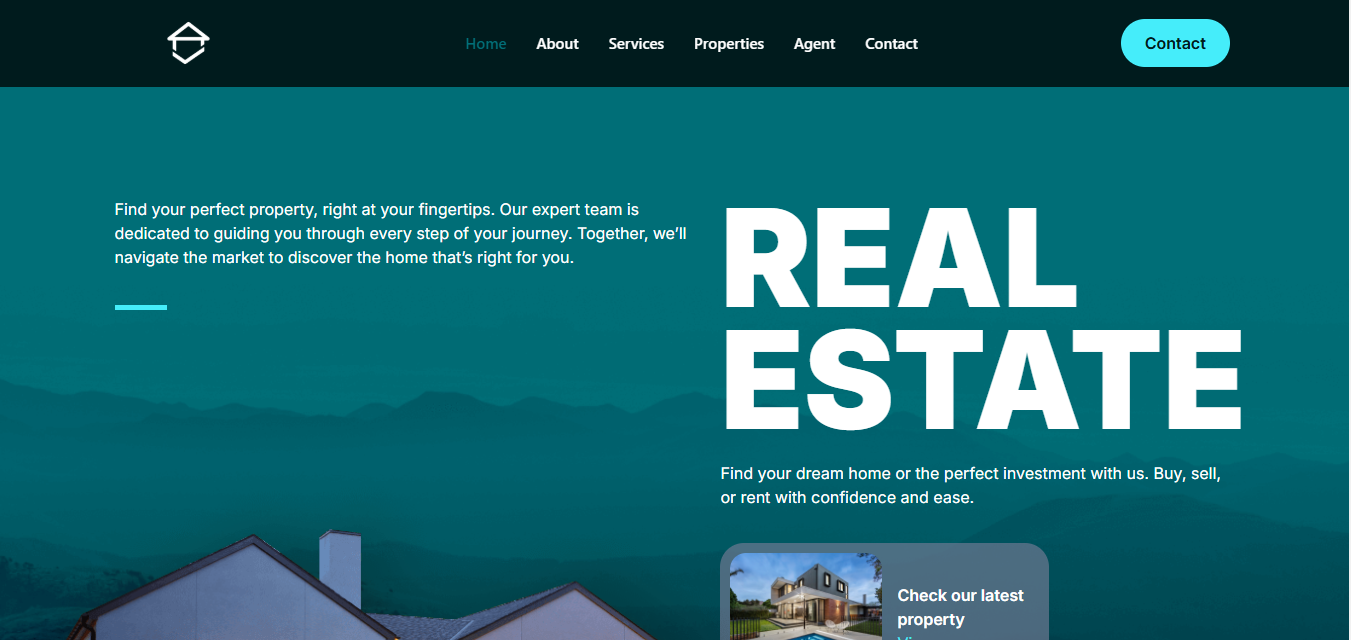 Home
About
Services
Properties
Agent
Contact
Contact
Find your perfect property, right at your fingertips. Our expert team is
dedicated to guiding you through every step of your journey. Together, we’ll
navigate the market to discover the home that’s right for you.
REAL
ESTATE
Find your dream home or the perfect investment with us. Buy, sell,
or rent with confidence and ease.
Check our latest
property